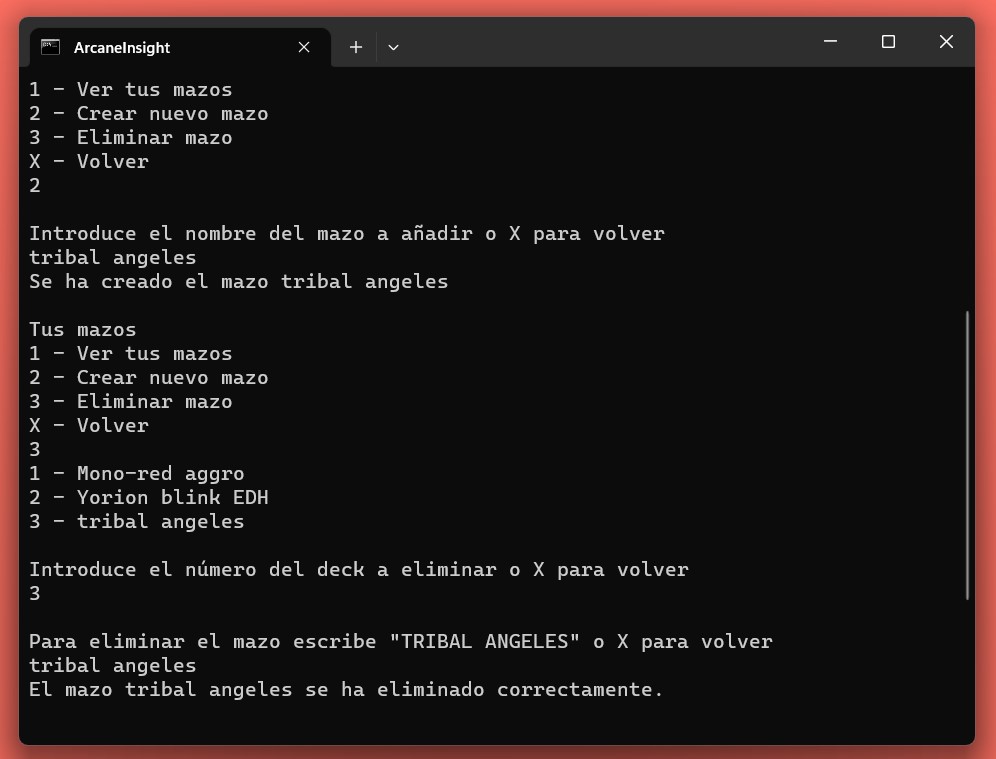 ArcaneInsight
1 - Ver tus mazos
2 - Crear nuevo mazo
3 - Eliminar mazo
X - Volver
2
Introduce el nombre del mazo a añadir o X para volver
tribal angeles
Se ha creado el mazo tribal angeles
Tus mazos
1 - Ver tus mazos
2 - Crear nuevo mazo
3 - Eliminar mazo
X - Volver
3
1 - Mono-red aggro
2 - Yorion blink EDH
3 - tribal angeles
Introduce el número del deck a eliminar o X para volver
3
Para eliminar el mazo escribe "TRIBAL ANGELES" o X para volver
tribal angeles
El mazo tribal angeles se ha eliminado correctamente.